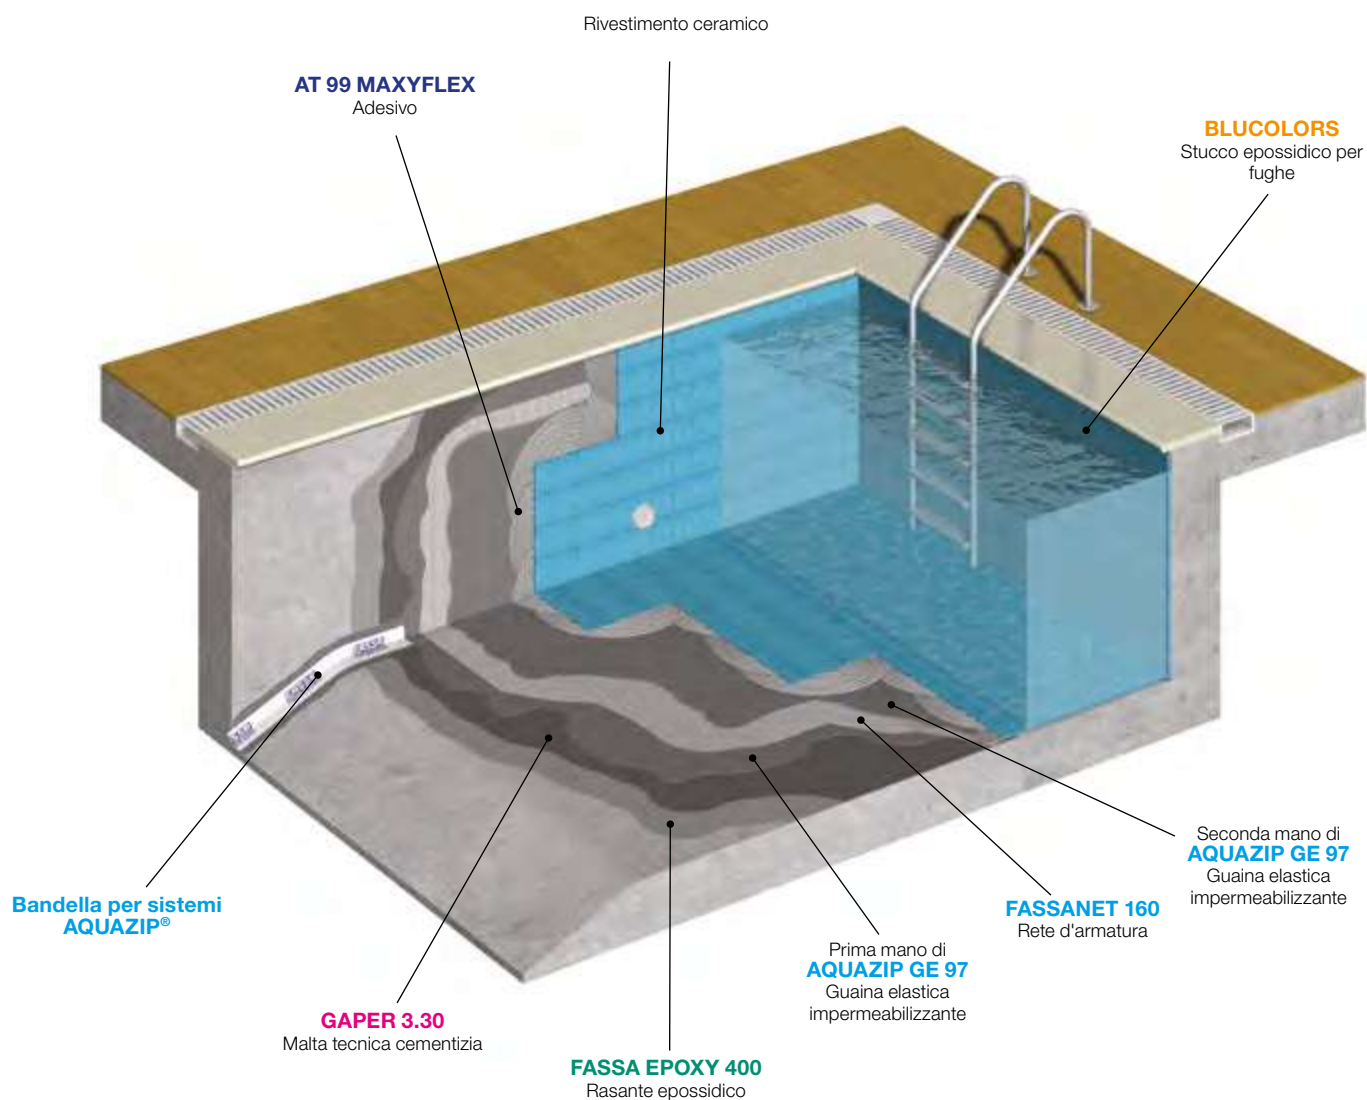 Rivestimento ceramico
AT 99 MAXYFLEX
Adesivo
BLUCOLORS
Stucco epossidico per
fughe
Seconda mano di
AQUAZIP GE 97
Guaina elastica
impermeabilizzante
Bandella per sistemi
AQUAZIP®
FASSANET 160
Rete d'armatura
Prima mano di
AQUAZIP GE 97
Guaina elastica
impermeabilizzante
GAPER 3.30
Malta tecnica cementizia
FASSA EPOXY 400
Rasante epossidico